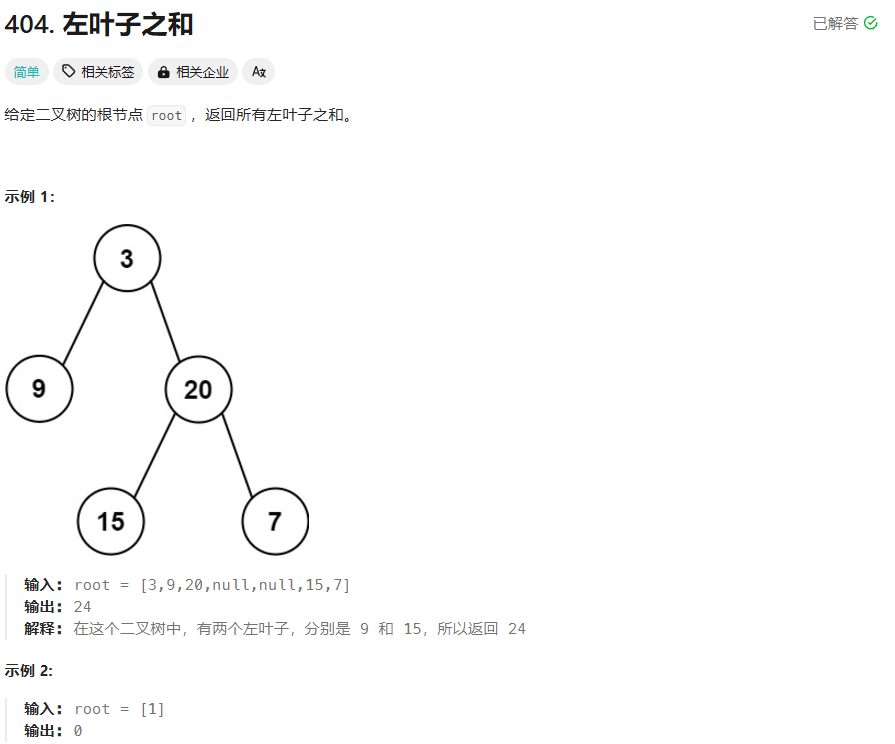 404. 左叶子之和
已解答
简单 相关标签 相关企业 Az
给定二叉树的根节点 root ，返回所有左叶子之和。
示例 1:
3
9 20
15 7
输入: root = [3,9,20,null,null,15,7]
输出: 24
解释: 在这个二叉树中，有两个左叶子，分别是 9 和 15，所以返回 24
示例 2:
输入: root = [1]
输出: 0